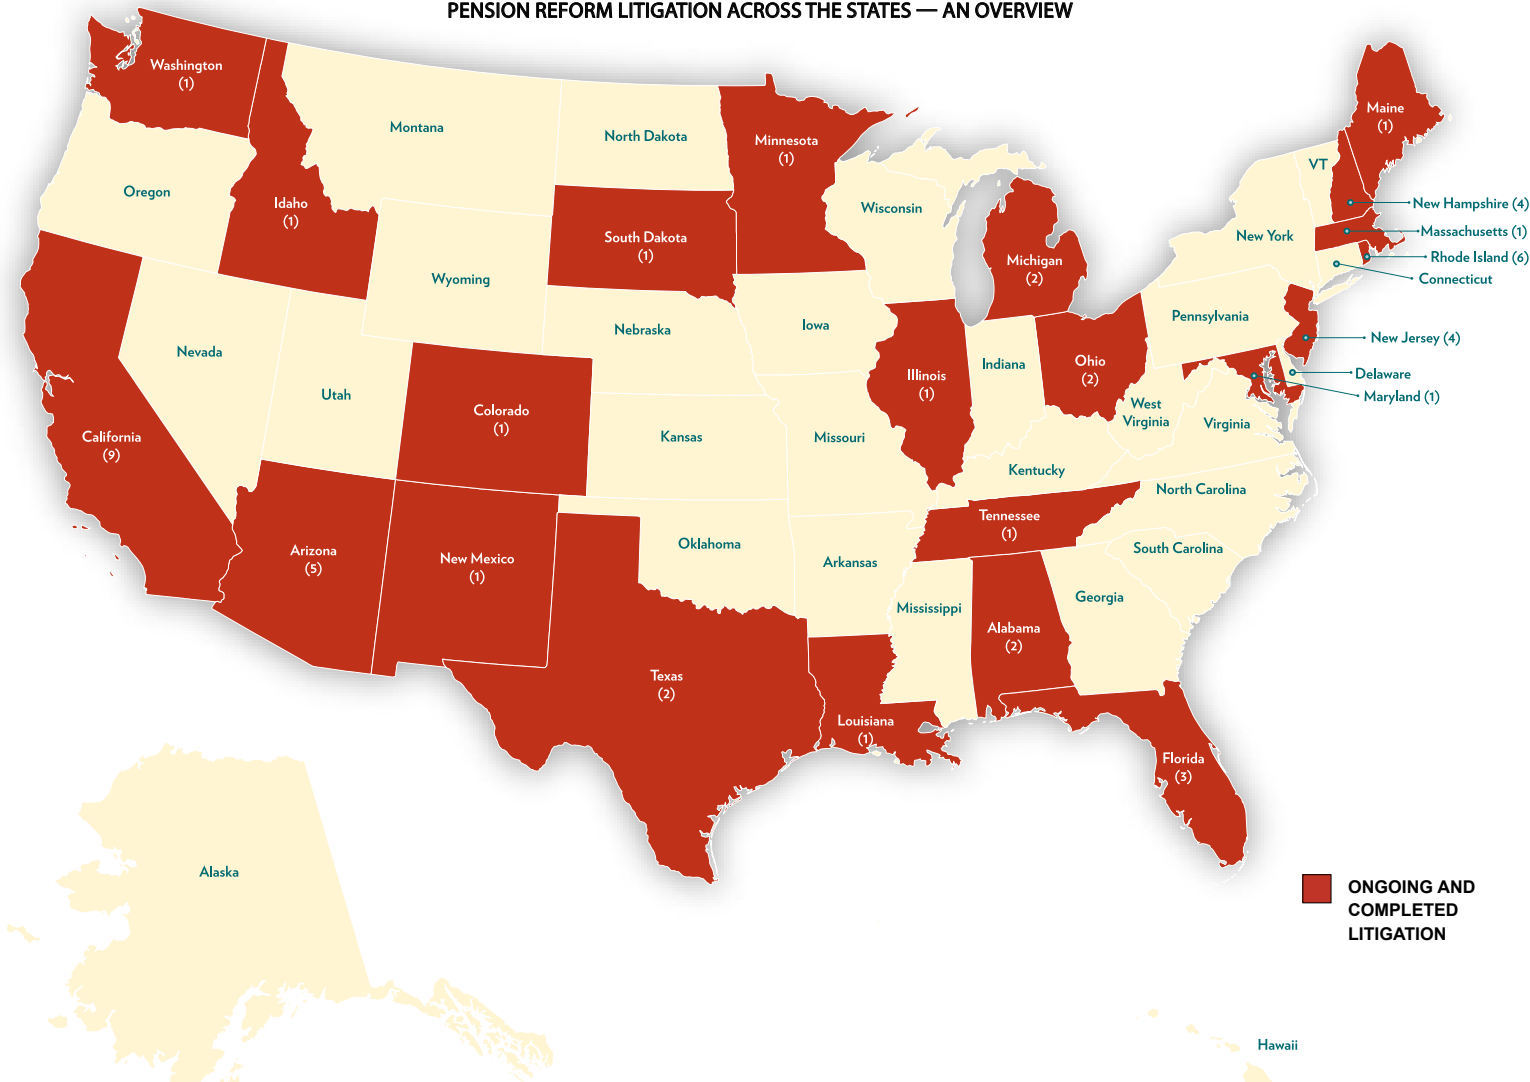 PENSION REFORM LITIGATION ACROSS THE STATES — AN OVERVIEW
Washington
(1)
Montana
North Dakota
Minnesota
(1)
Maine
(1)
VT
Oregon
Idaho
(1)
South Dakota
(1)
Wisconsin
New York
New Hampshire (4)
Massachusetts (1)
Rhode Island (6)
Connecticut
Michigan
(2)
Wyoming
Nebraska
Iowa
Pennsylvania
New Jersey (4)
Nevada
Utah
Colorado
(1)
Illinois
(1)
Indiana
Ohio
(2)
Delaware
Maryland (1)
West
Virginia
Virginia
California
(9)
Kansas
Missouri
Kentucky
North Carolina
Tennessee
(1)
Arizona
(5)
New Mexico
(1)
Oklahoma
Arkansas
South Carolina
Mississippi
Georgia
Alabama
(2)
Texas
(2)
Louisiana
(1)
Florida
(3)
Alaska
ONGOING AND
COMPLETED
LITIGATION
Hawaii